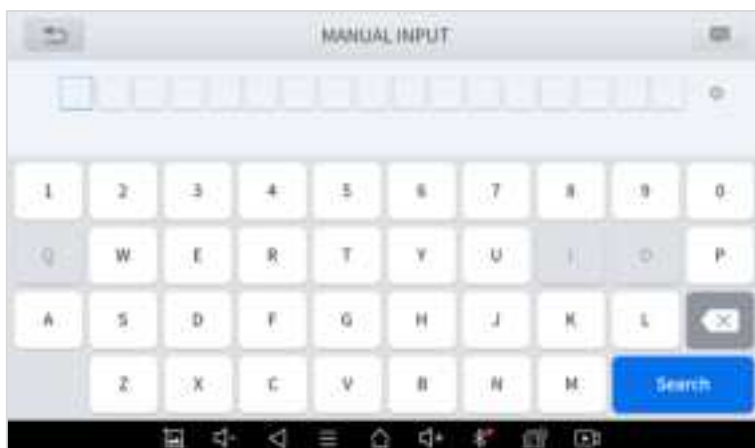 MANUAL INPUT
1 2 3 4 5 6 7 8 9 0
Q W E R T Y U I O P
A S D F G H J K L
Z X C V B N M Search